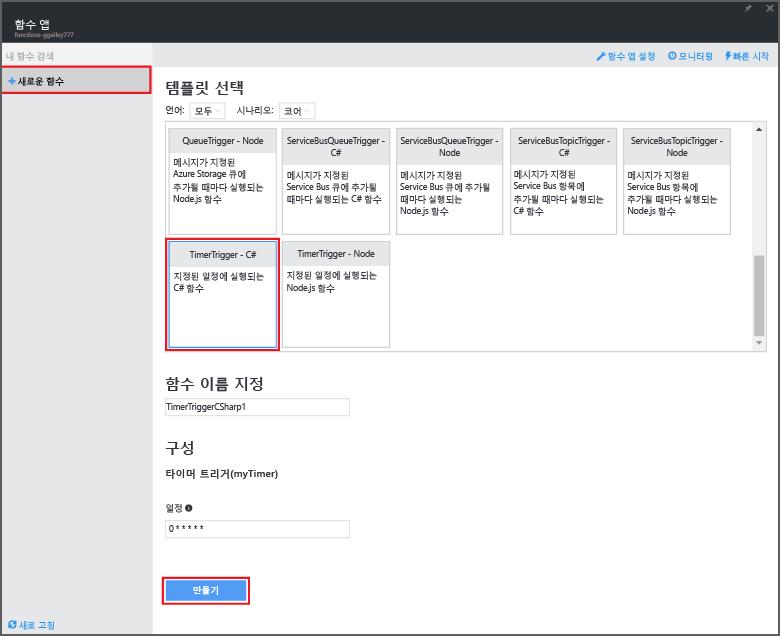 함수 앱
functions-ggailey777
내 함수 검색
함수 앱 설정 모니터링 빠른 시작
+ 새로운 함수
템플릿 선택
언어: 모두 시나리오: 코어
QueueTrigger - Node
메시지가 지정된
Azure Storage 큐에
추가될 때마다 실행되는
Node.js 함수
ServiceBusQueueTrigger -
C#
메시지가 지정된
Service Bus 큐에 추가될
때마다 실행되는 C# 함수
ServiceBusQueueTrigger -
Node
메시지가 지정된
Service Bus 큐에 추가될
때마다 실행되는
Node.js 함수
ServiceBusTopicTrigger -
C#
메시지가 지정된
Service Bus 항목에
추가될 때마다 실행되는
C# 함수
ServiceBusTopicTrigger -
Node
메시지가 지정된
Service Bus 항목에
추가될 때마다 실행되는
Node.js 함수
TimerTrigger - C#
지정된 일정에 실행되는
C# 함수
TimerTrigger - Node
지정된 일정에 실행되는
Node.js 함수
함수 이름 지정
TimerTriggerCSharp1
구성
타이머 트리거(myTimer)
일정
0 * * * * *
만들기
새로 고침